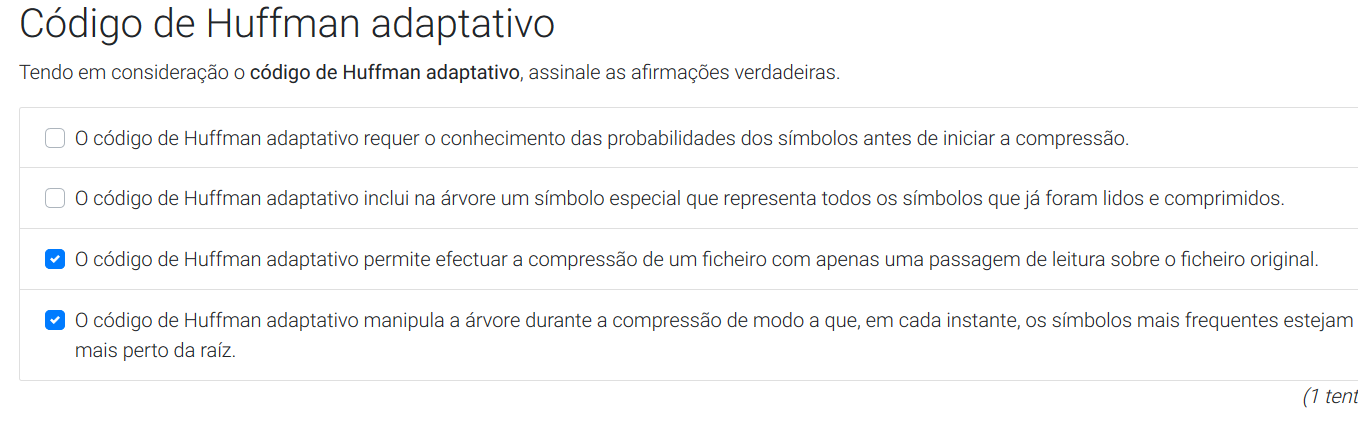 Código de Huffman adaptativo
Tendo em consideração o código de Huffman adaptativo, assinale as afirmações verdadeiras.
O código de Huffman adaptativo requer o conhecimento das probabilidades dos símbolos antes de iniciar a compressão.
O código de Huffman adaptativo inclui na árvore um símbolo especial que representa todos os símbolos que já foram lidos e comprimidos.
O código de Huffman adaptativo permite efectuar a compressão de um ficheiro com apenas uma passagem de leitura sobre o ficheiro original.
O código de Huffman adaptativo manipula a árvore durante a compressão de modo a que, em cada instante, os símbolos mais frequentes estejam
mais perto da raíz.
(1 tent